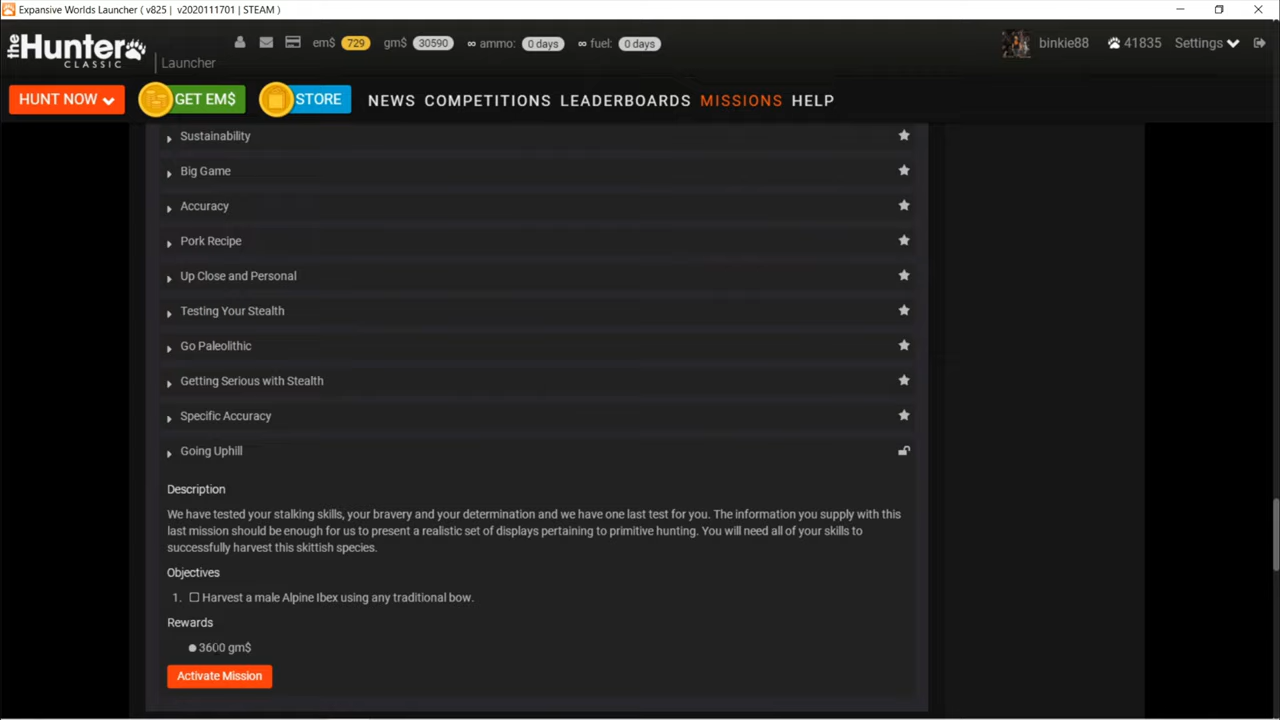 Expansive Worlds Launcher ( v825 | v2020111701 | STEAM )
theHunter CLASSIC
Launcher
em$ 729 gm$ 30590 ∞ ammo: 0 days ∞ fuel: 0 days
binkie88 41835 Settings
HUNT NOW GET EM$ STORE NEWS COMPETITIONS LEADERBOARDS MISSIONS HELP
Sustainability
Big Game
Accuracy
Pork Recipe
Up Close and Personal
Testing Your Stealth
Go Paleolithic
Getting Serious with Stealth
Specific Accuracy
Going Uphill
Description
We have tested your stalking skills, your bravery and your determination and we have one last test for you. The information you supply with this
last mission should be enough for us to present a realistic set of displays pertaining to primitive hunting. You will need all of your skills to
successfully harvest this skittish species.
Objectives
1. Harvest a male Alpine Ibex using any traditional bow.
Rewards
3600 gm$
Activate Mission